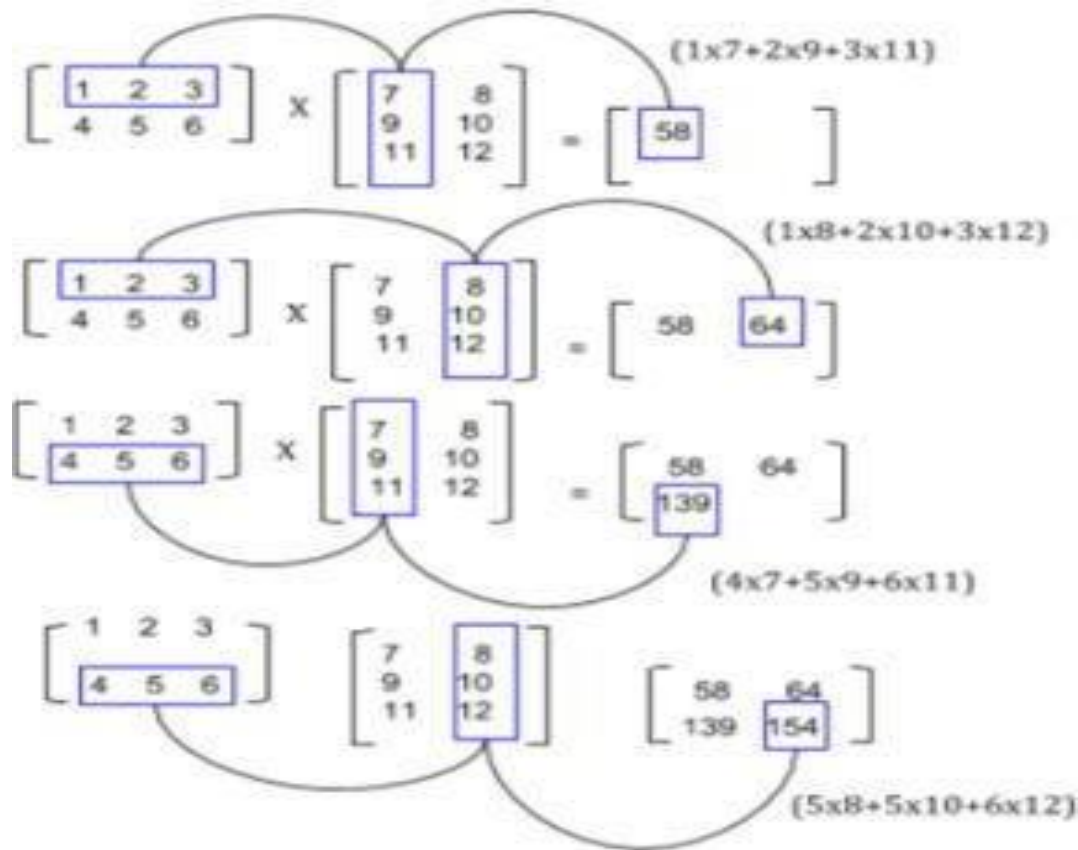 (1x7+2x9+3x11)
1 2 3 7 8
4 5 6 X 9 10 58
11 12 =
(1x8+2x10+3x12)
1 2 3 7 8
4 5 6 X 9 10 58 64
11 12 =
1 2 3 7 8
4 5 6 X 9 10 58 64
11 12 = 139
(4x7+5x9+6x11)
1 2 3 7 8
4 5 6 9 10 58 64
11 12 139 154
(5x8+5x10+6x12)